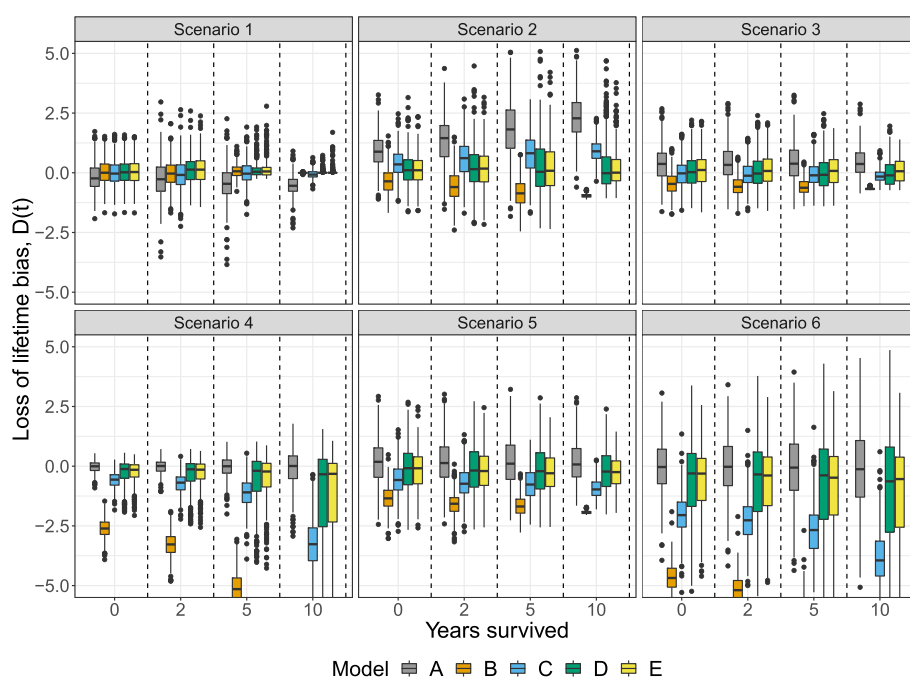 Scenario 1 Scenario 2 Scenario 3
5.0
2.5
0.0
−2.5
−5.0
Scenario 4 Scenario 5 Scenario 6
5.0
2.5
0.0
−2.5
−5.0
Loss of lifetime bias, D(t)
0 2 5 10 0 2 5 10 0 2 5 10
Years survived
Model A B C D E